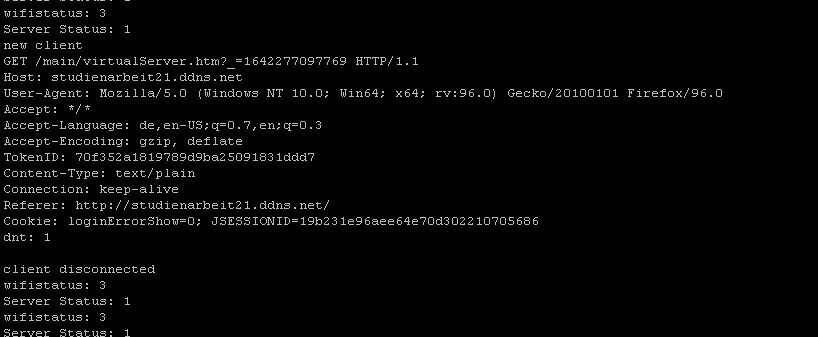 Server Status: 1
wifistatus: 3
Server Status: 1
new client
GET /main/virtualServer.htm?_=1642277097769 HTTP/1.1
Host: studienarbeit21.ddns.net
User-Agent: Mozilla/5.0 (Windows NT 10.0; Win64; x64; rv:96.0) Gecko/20100101 Firefox/96.0
Accept: */*
Accept-Language: de,en-US;q=0.7,en;q=0.3
Accept-Encoding: gzip, deflate
TokenID: 70f352a1819789d9ba25091831ddd7
Content-Type: text/plain
Connection: keep-alive
Referer: http://studienarbeit21.ddns.net/
Cookie: loginErrorShow=0; JSESSIONID=19b231e96aee64e70d302210705686
dnt: 1
client disconnected
wifistatus: 3
Server Status: 1
wifistatus: 3
Server Status: 1